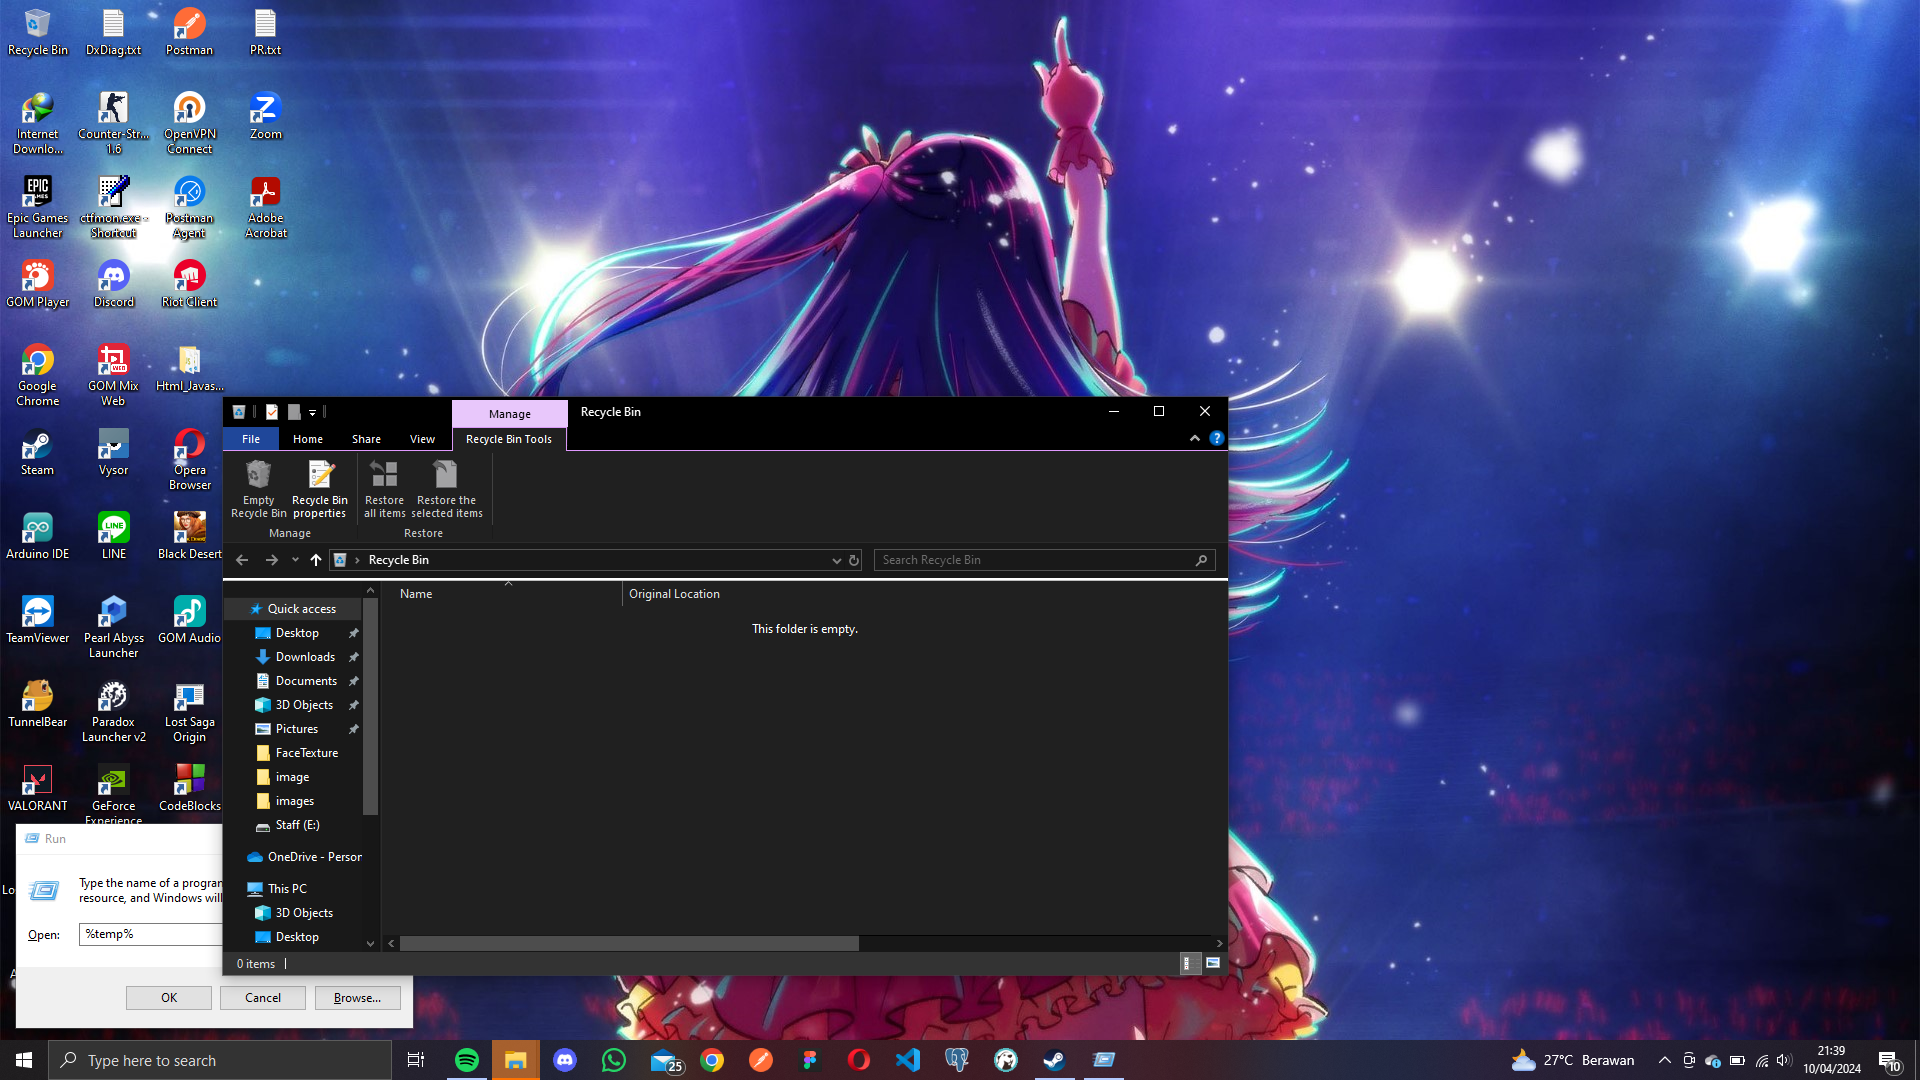 Recycle Bin
DxDiag.txt
Postman
PR.txt
Internet
Downlo...
Counter-Str...
1.6
OpenVPN
Connect
Zoom
Epic Games
Launcher
ctfmon.exe -
Shortcut
Postman
Agent
Adobe
Acrobat
GOM Player
Discord
Riot Client
Google
Chrome
GOM Mix
Web
Html_Javas...
Steam
Vysor
Opera
Browser
Arduino IDE
LINE
Black Desert
TeamViewer
Pearl Abyss
Launcher
GOM Audio
TunnelBear
Paradox
Launcher v2
Lost Saga
Origin
VALORANT
GeForce
Experience
CodeBlocks
Manage
Recycle Bin
File
Home
Share
View
Recycle Bin Tools
Empty
Recycle Bin
Recycle Bin
properties
Restore
all items
Restore the
selected items
Manage
Restore
Recycle Bin
Search Recycle Bin
Name
Original Location
This folder is empty.
Quick access
Desktop
Downloads
Documents
3D Objects
Pictures
FaceTexture
image
images
Staff (E:)
OneDrive - Person
This PC
3D Objects
Desktop
0 items
Run
Type the name of a program
resource, and Windows will
Open:
%temp%
OK
Cancel
Browse...
Type here to search
25
27°C Berawan
21:39
10/04/2024
10